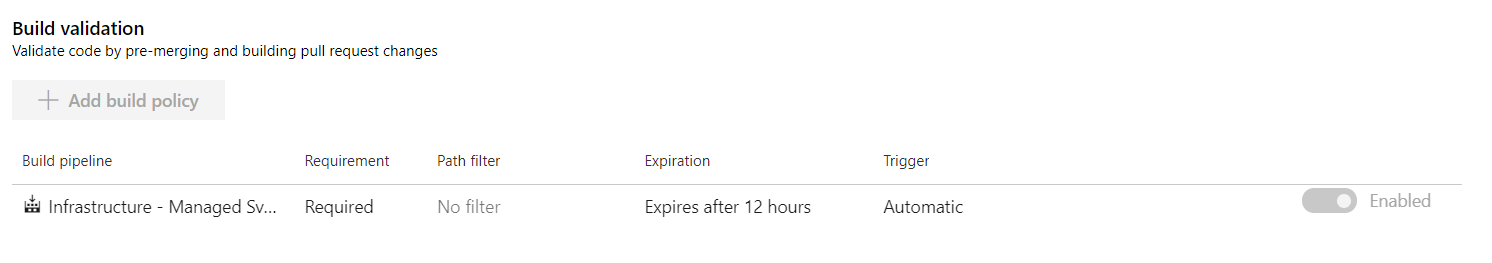 Build validation
Validate code by pre-merging and building pull request changes
Add build policy
Build pipeline Requirement Path filter Expiration Trigger
Infrastructure - Managed Sv... Required No filter Expires after 12 hours Automatic Enabled